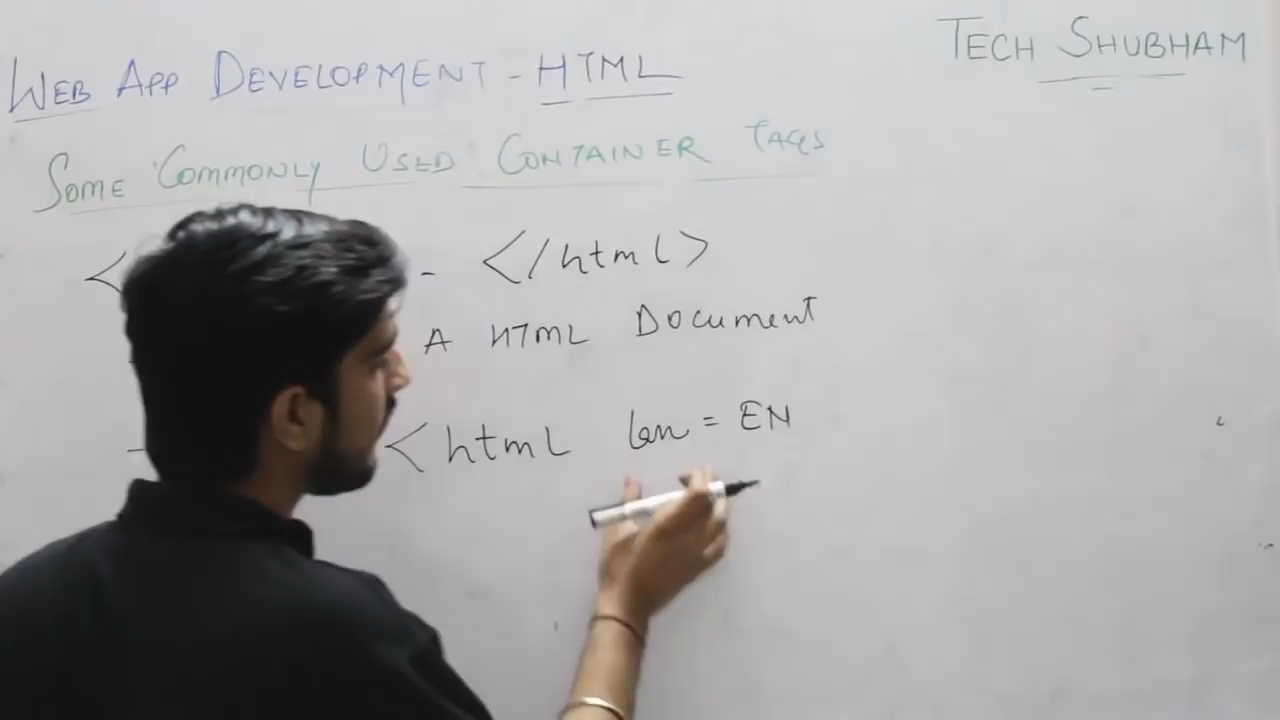 TECH SHUBHAM
WEB APP DEVELOPMENT - HTML
SOME COMMONLY USED CONTAINER TAGS
< - </html>
A HTML DOCUMENT
- <html lan = EN